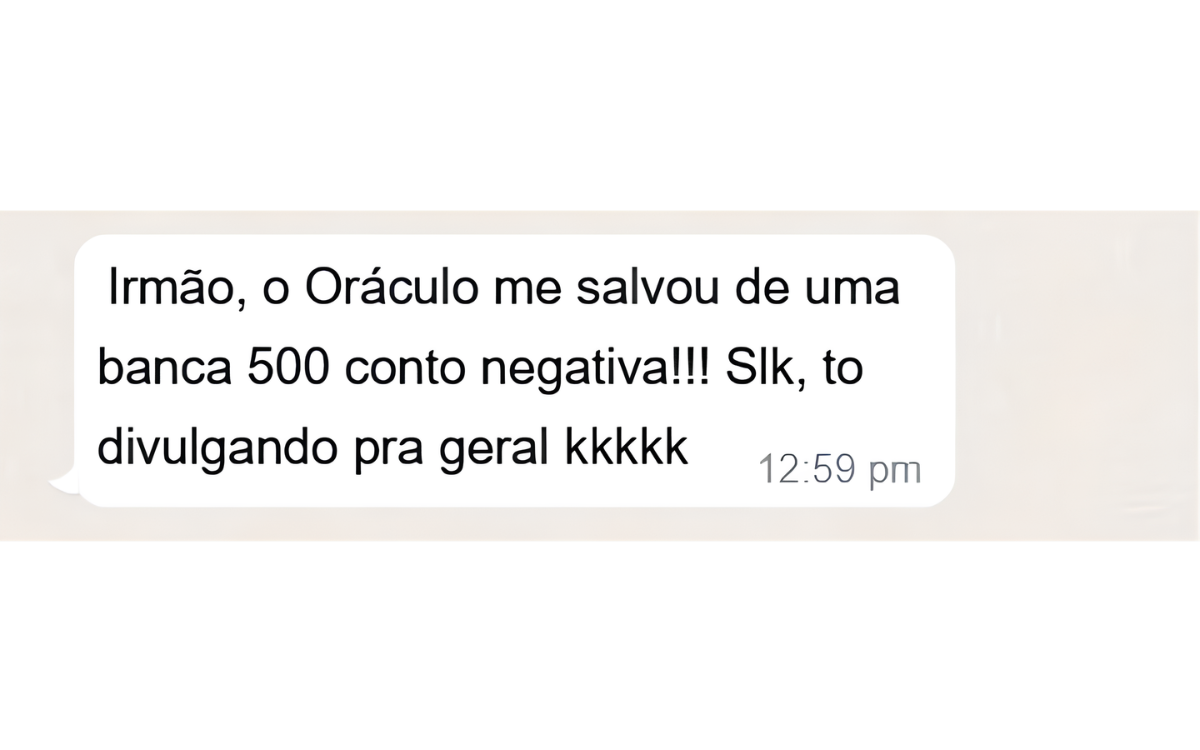 Irmão, o Oráculo me salvou de uma
banca 500 conto negativa!!! Slk, to
divulgando pra geral kkkkk
12:59 pm